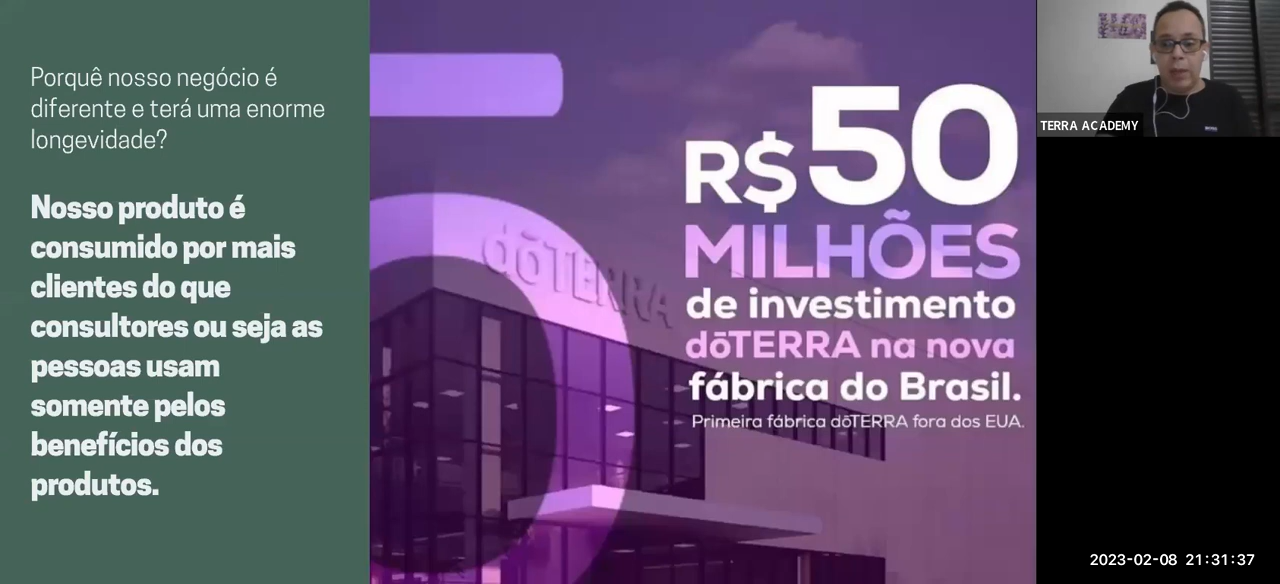 Porquê nosso negócio é
diferente e terá uma enorme
longevidade?
Nosso produto é
consumido por mais
clientes do que
consultores ou seja as
pessoas usam
somente pelos
benefícios dos
produtos.
dōTERRA
R$50
MILHÕES
de investimento
dōTERRA na nova
fábrica do Brasil.
Primeira fábrica dōTERRA fora dos EUA.
TERRA ACADEMY
2023-02-08 21:31:37